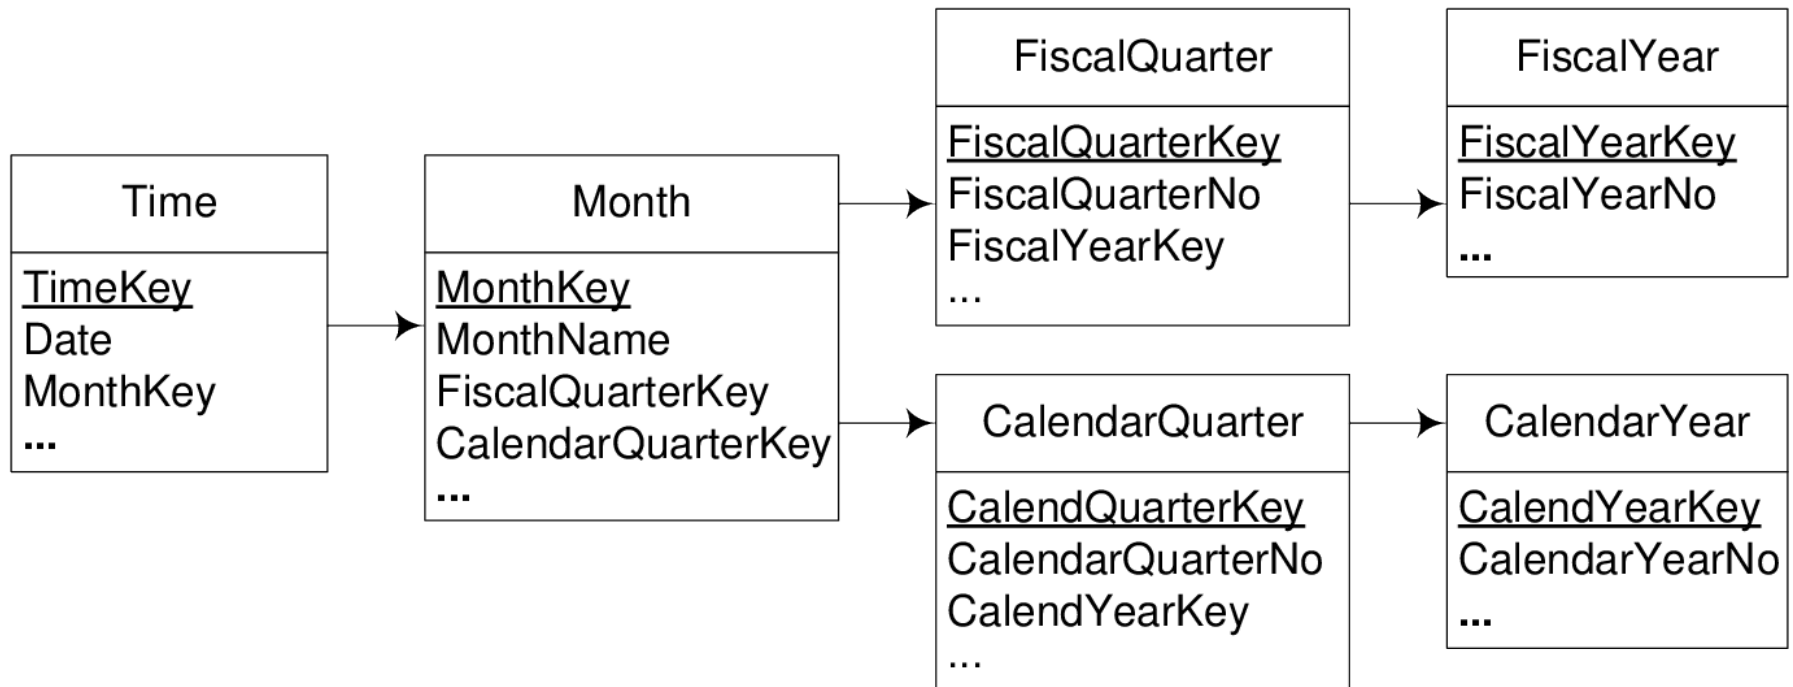 Time
TimeKey
Date
MonthKey
...
Month
MonthKey
MonthName
FiscalQuarterKey
CalendarQuarterKey
...
FiscalQuarter
FiscalQuarterKey
FiscalQuarterNo
FiscalYearKey
...
FiscalYear
FiscalYearKey
FiscalYearNo
...
CalendarQuarter
CalendQuarterKey
CalendarQuarterNo
CalendYearKey
...
CalendarYear
CalendYearKey
CalendarYearNo
...